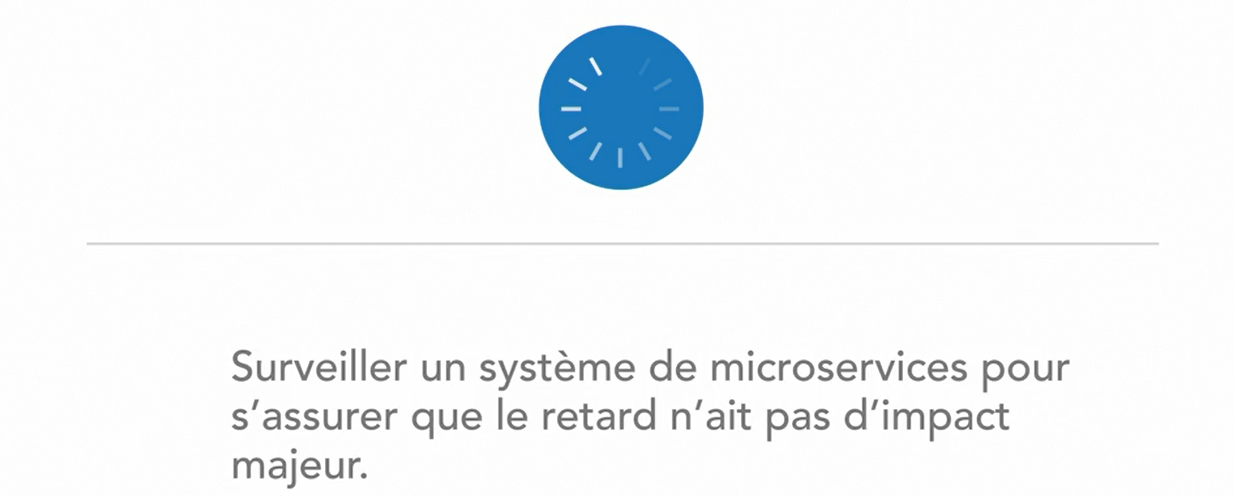 Surveiller un système de microservices pour
s’assurer que le retard n’ait pas d’impact
majeur.